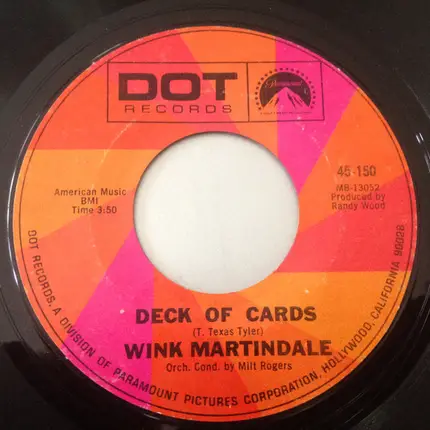 DOT
RECORDS
Paramount
American Music
BMI
Time 3:50
45-150
MB-13052
Produced by
Randy Wood
DECK OF CARDS
(T. Texas Tyler)
WINK MARTINDALE
Orch. Cond. by Milt Rogers
DOT RECORDS, A DIVISION OF PARAMOUNT PICTURES CORPORATION, HOLLYWOOD, CALIFORNIA 90028